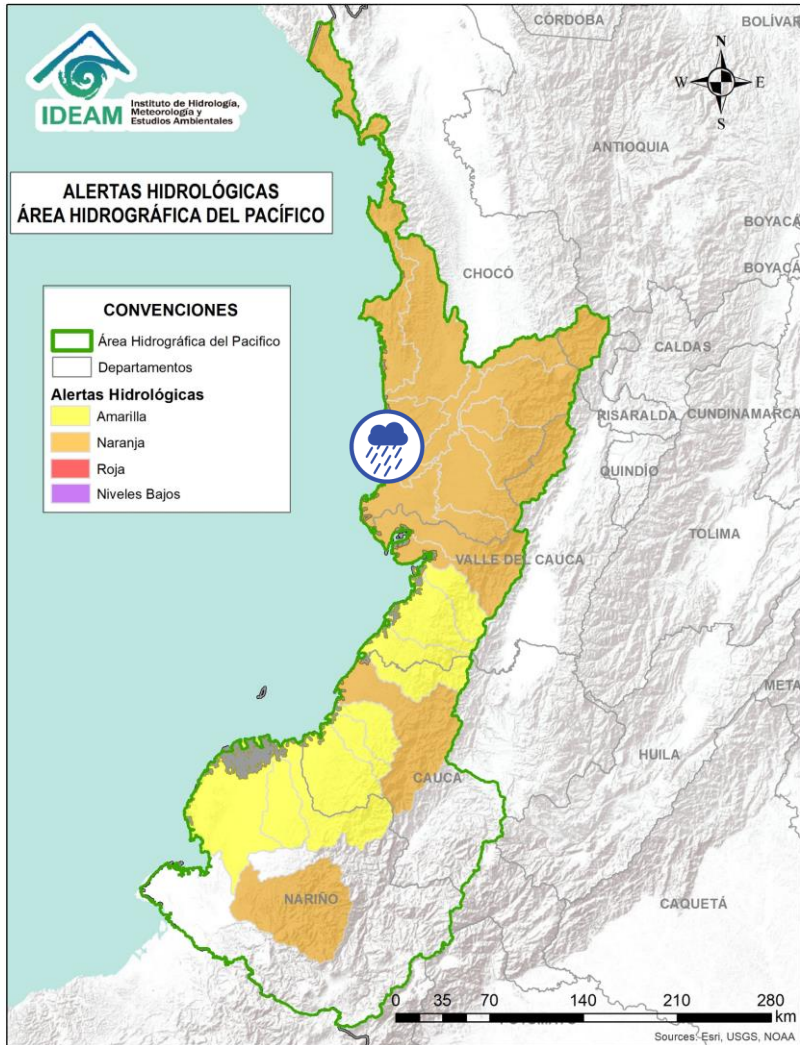 CÓRDOBA
BOLÍVAR
IDEAM
Instituto de Hidrología,
Meteorología y
Estudios Ambientales
N
W
E
S
ANTIOQUIA
ALERTAS HIDROLÓGICAS
ÁREA HIDROGRÁFICA DEL PACÍFICO
BOYACÁ
CHOCÓ
BOYACÁ
CONVENCIONES
Área Hidrográfica del Pacifico
Departamentos
Alertas Hidrológicas
Amarilla
Naranja
Roja
Niveles Bajos
CALDAS
RISARALDA
CUNDINAMARCA
QUINDÍO
TOLIMA
VALLE DEL CAUCA
META
HUILA
CAUCA
NARIÑO
CAQUETÁ
0 35 70 140 210 280
km
Sources: Esri, USGS, NOAA